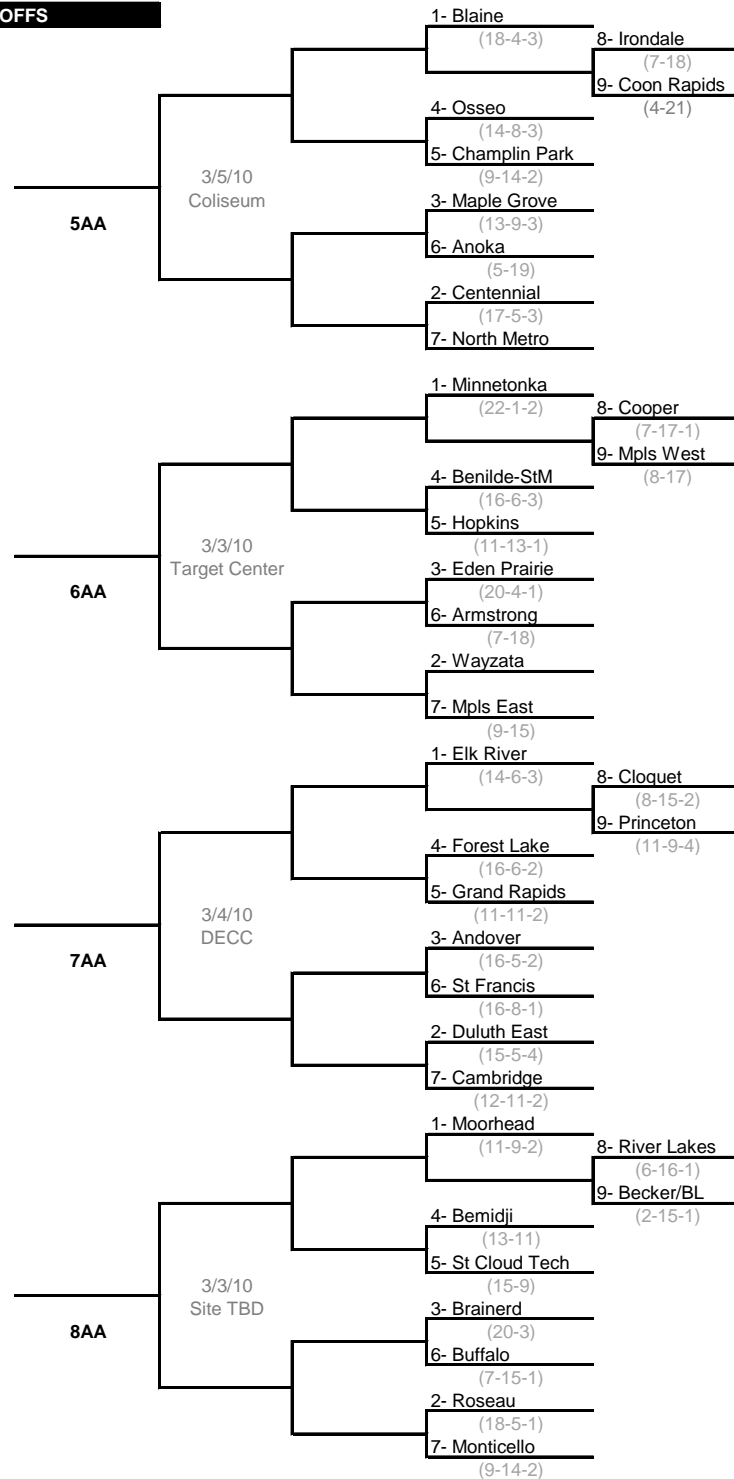 OFFS
1- Blaine
(18-4-3)
8- Irondale
(7-18)
9- Coon Rapids
(4-21)
4- Osseo
(14-8-3)
5- Champlin Park
(9-14-2)
3/5/10
Coliseum
5AA
3- Maple Grove
(13-9-3)
6- Anoka
(5-19)
2- Centennial
(17-5-3)
7- North Metro
1- Minnetonka
(22-1-2)
8- Cooper
(7-17-1)
9- Mpls West
(8-17)
4- Benilde-StM
(16-6-3)
5- Hopkins
(11-13-1)
3/3/10
Target Center
6AA
3- Eden Prairie
(20-4-1)
6- Armstrong
(7-18)
2- Wayzata
7- Mpls East
(9-15)
1- Elk River
(14-6-3)
8- Cloquet
(8-15-2)
9- Princeton
(11-9-4)
4- Forest Lake
(16-6-2)
5- Grand Rapids
(11-11-2)
3/4/10
DECC
7AA
3- Andover
(16-5-2)
6- St Francis
(16-8-1)
2- Duluth East
(15-5-4)
7- Cambridge
(12-11-2)
1- Moorhead
(11-9-2)
8- River Lakes
(6-16-1)
9- Becker/BL
(2-15-1)
4- Bemidji
(13-11)
5- St Cloud Tech
(15-9)
3/3/10
Site TBD
8AA
3- Brainerd
(20-3)
6- Buffalo
(7-15-1)
2- Roseau
(18-5-1)
7- Monticello
(9-14-2)